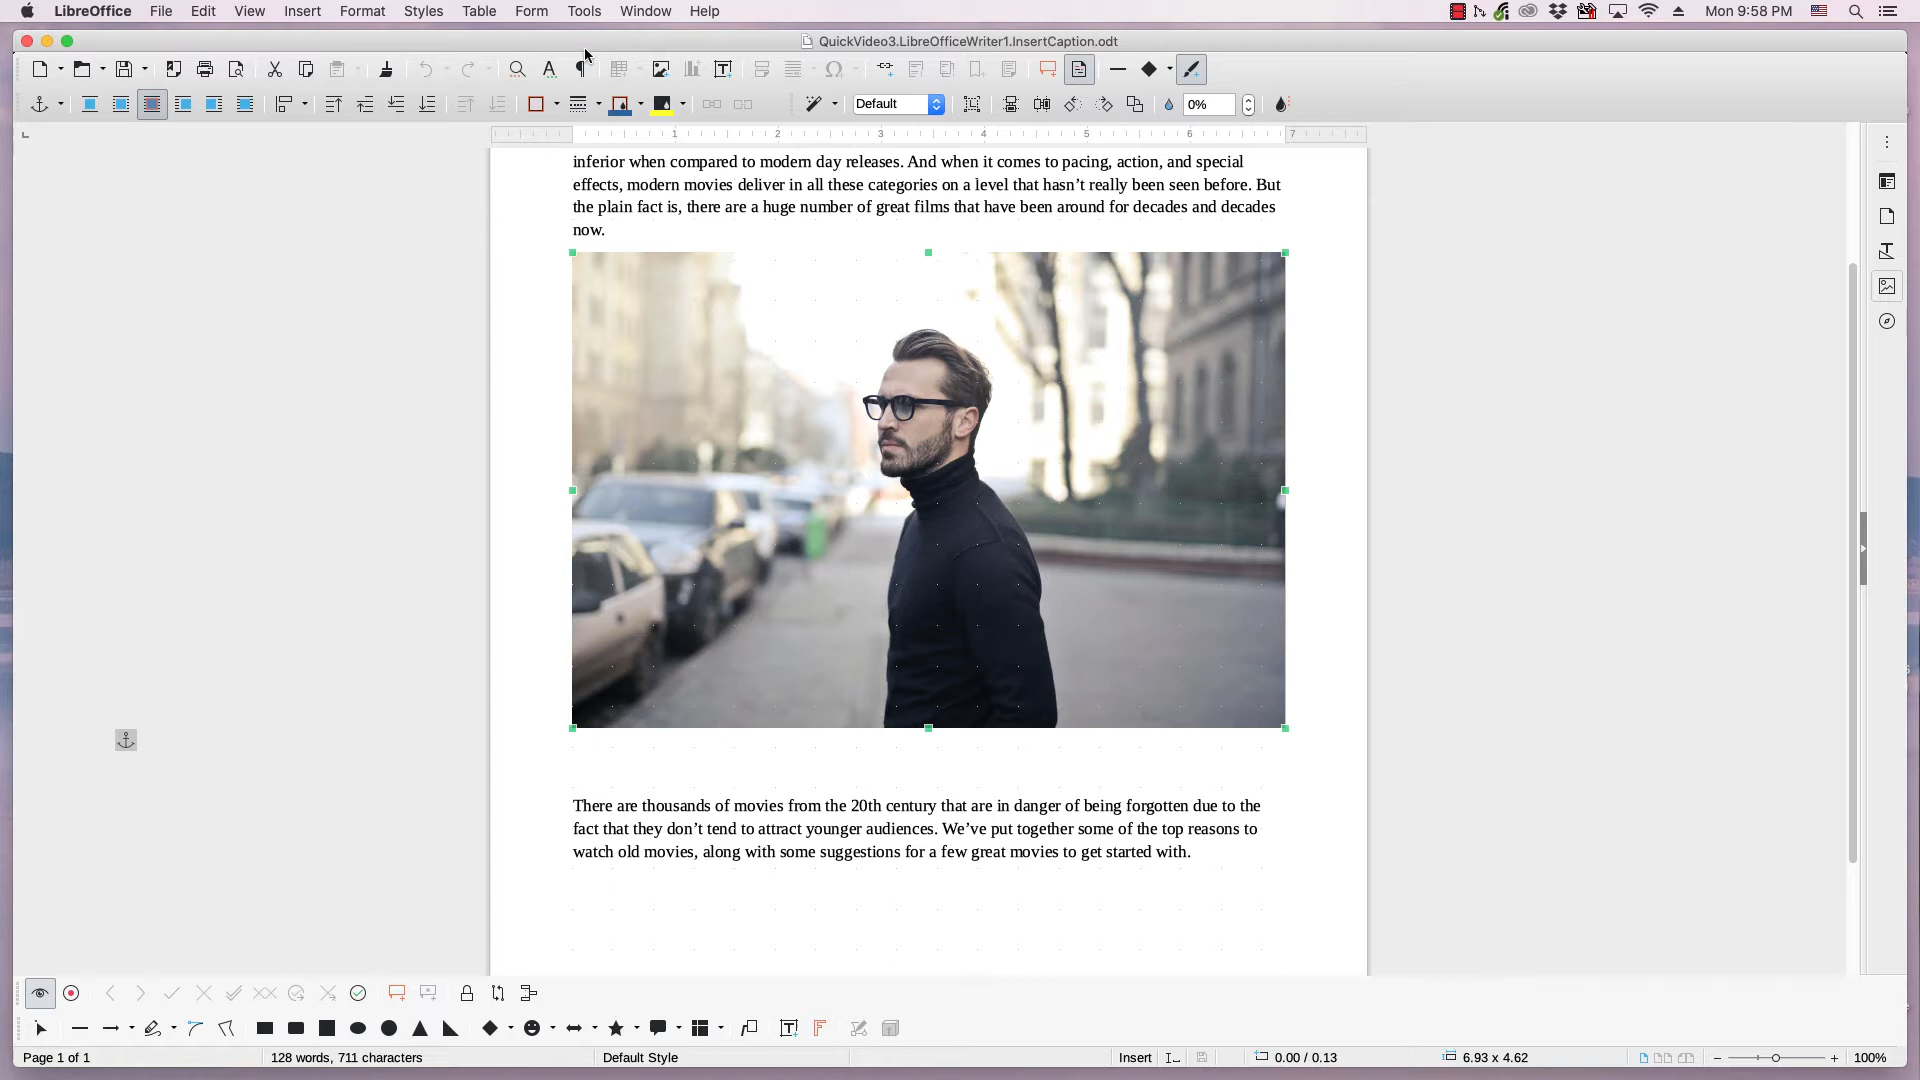 LibreOffice File Edit View Insert Format Styles Table Form Tools Window Help Mon 9:58 PM
QuickVideo3.LibreOfficeWriter1.InsertCaption.odt
Default 0%
1 2 3 4 5 6 7
inferior when compared to modern day releases. And when it comes to pacing, action, and special
effects, modern movies deliver in all these categories on a level that hasn’t really been seen before. But
the plain fact is, there are a huge number of great films that have been around for decades and decades
now.
There are thousands of movies from the 20th century that are in danger of being forgotten due to the
fact that they don’t tend to attract younger audiences. We’ve put together some of the top reasons to
watch old movies, along with some suggestions for a few great movies to get started with.
Page 1 of 1 128 words, 711 characters Default Style Insert 0.00 / 0.13 6.93 x 4.62 100%